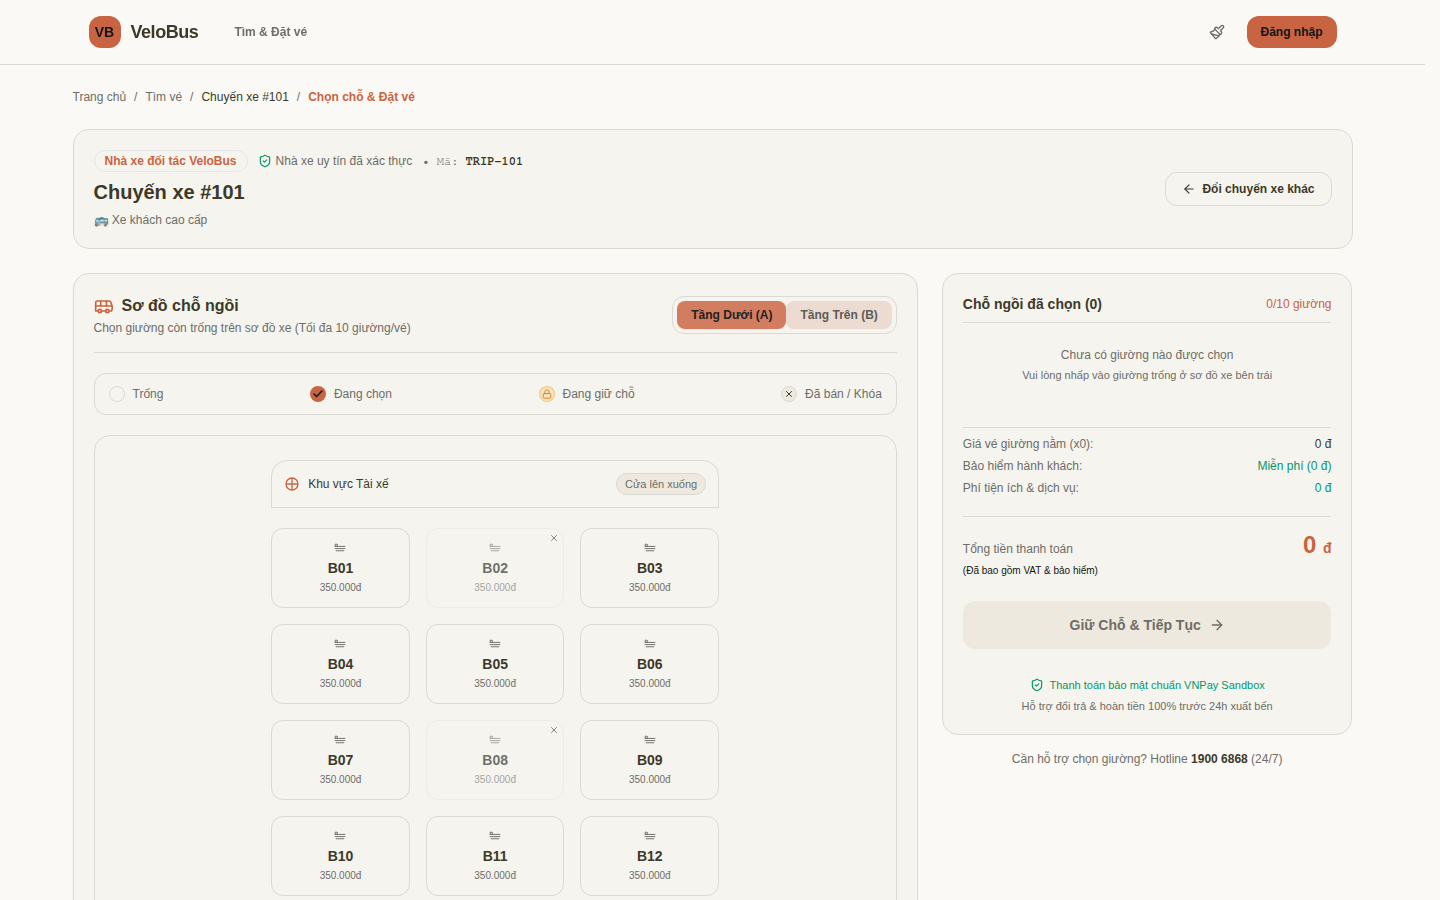 VB VeloBus Tìm & Đặt vé Đăng nhập
Trang chủ / Tìm vé / Chuyến xe #101 / Chọn chỗ & Đặt vé
Nhà xe đối tác VeloBus Nhà xe uy tín đã xác thực • Mã: TRIP-101
Chuyến xe #101
Xe khách cao cấp
Đổi chuyến xe khác
Sơ đồ chỗ ngồi
Chọn giường còn trống trên sơ đồ xe (Tối đa 10 giường/vé)
Tầng Dưới (A) Tầng Trên (B)
Trống Đang chọn Đang giữ chỗ Đã bán / Khóa
Khu vực Tài xế Cửa lên xuống
B01 B02 B03
350.000đ 350.000đ 350.000đ
B04 B05 B06
350.000đ 350.000đ 350.000đ
B07 B08 B09
350.000đ 350.000đ 350.000đ
B10 B11 B12
350.000đ 350.000đ 350.000đ
Chỗ ngồi đã chọn (0) 0/10 giường
Chưa có giường nào được chọn
Vui lòng nhấp vào giường trống ở sơ đồ xe bên trái
Giá vé giường nằm (x0): 0 đ
Bảo hiểm hành khách: Miễn phí (0 đ)
Phí tiện ích & dịch vụ: 0 đ
Tổng tiền thanh toán 0 đ
(Đã bao gồm VAT & bảo hiểm)
Giữ Chỗ & Tiếp Tục
Thanh toán bảo mật chuẩn VNPay Sandbox
Hỗ trợ đổi trả & hoàn tiền 100% trước 24h xuất bến
Cần hỗ trợ chọn giường? Hotline 1900 6868 (24/7)